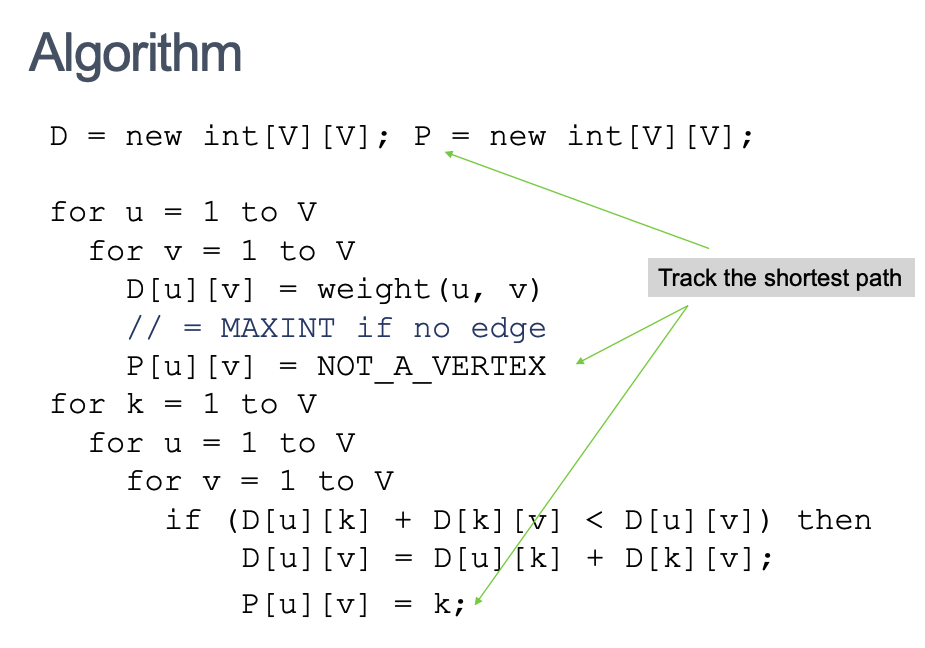 Algorithm
D = new int[V][V]; P = new int[V][V];
for u = 1 to V
for v = 1 to V
D[u][v] = weight(u, v)
Track the shortest path
// = MAXINT if no edge
P[u][v] = NOT_A_VERTEX
for k = 1 to V
for u = 1 to V
for v = 1 to V
if (D[u][k] + D[k][v] < D[u][v]) then
D[u][v] = D[u][k] + D[k][v];
P[u][v] = k;